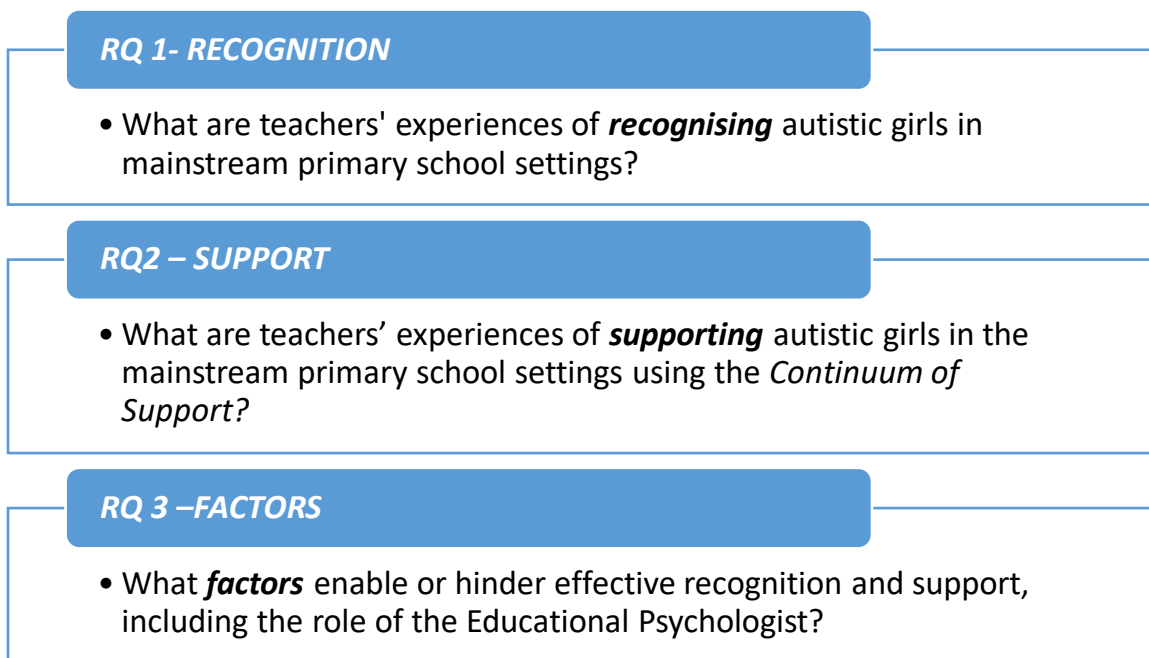 RQ 1- RECOGNITION
• What are teachers' experiences of recognising autistic girls in
mainstream primary school settings?
RQ2 – SUPPORT
• What are teachers’ experiences of supporting autistic girls in the
mainstream primary school settings using the Continuum of
Support?
RQ 3 –FACTORS
• What factors enable or hinder effective recognition and support,
including the role of the Educational Psychologist?